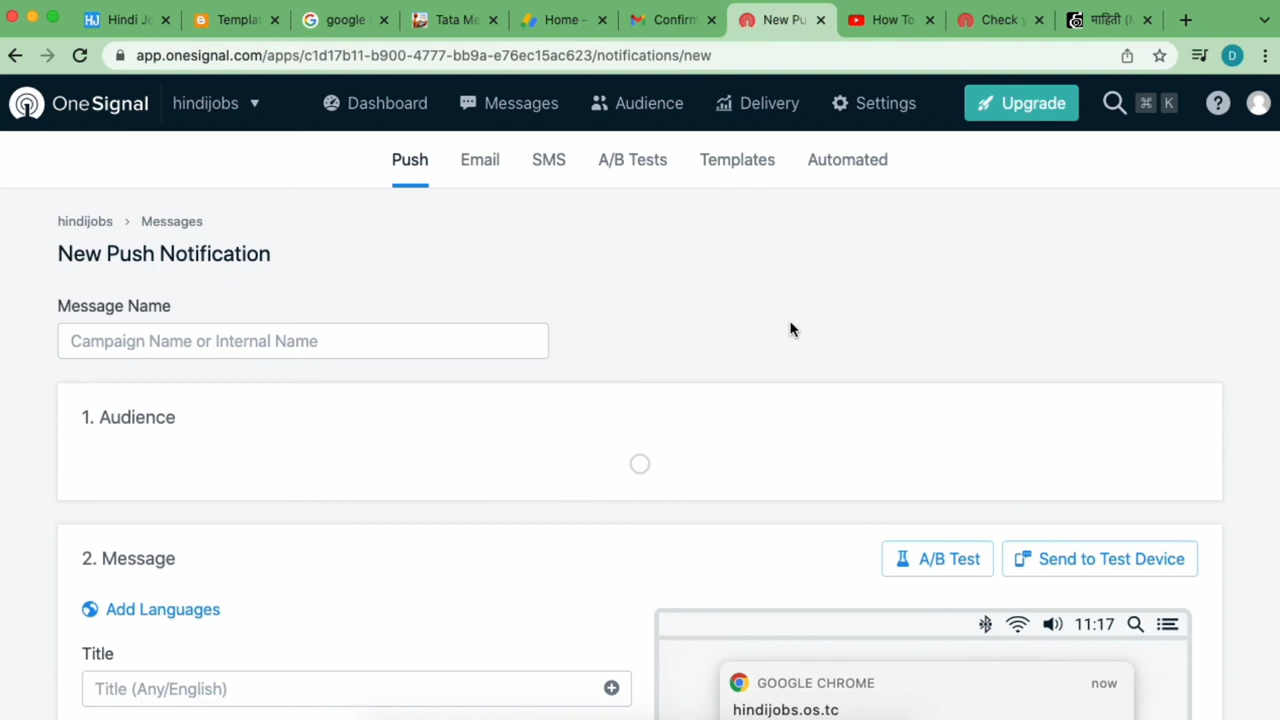 Hindi Jo
Templat
google
Tata Me
Home –
Confirm
New Pu
How To
Check y
माहिती (
app.onesignal.com/apps/c1d17b11-b900-4777-bb9a-e76ec15ac623/notifications/new
D
OneSignal
hindijobs
Dashboard
Messages
Audience
Delivery
Settings
Upgrade
⌘ K
?
Push
Email
SMS
A/B Tests
Templates
Automated
hindijobs > Messages
New Push Notification
Message Name
Campaign Name or Internal Name
1. Audience
2. Message
A/B Test
Send to Test Device
Add Languages
11:17
Title
Title (Any/English)
GOOGLE CHROME
now
hindijobs.os.tc